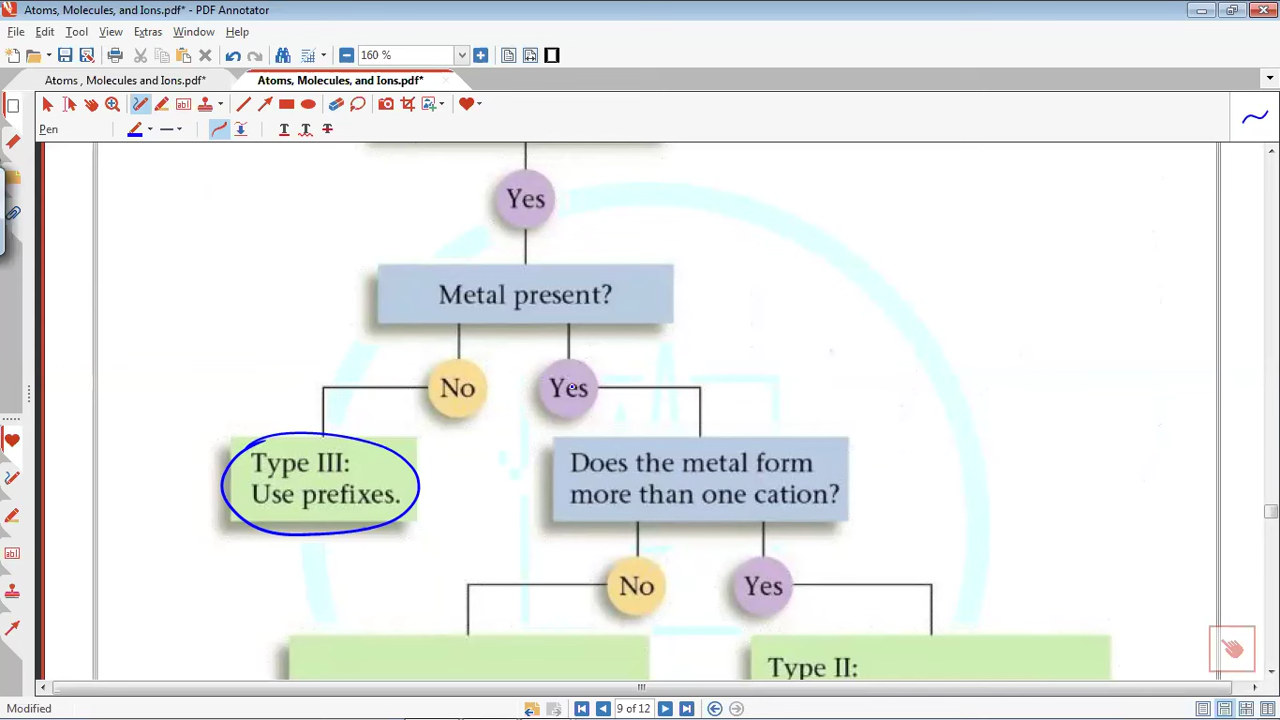 Atoms, Molecules, and Ions.pdf* - PDF Annotator
File Edit Tool View Extras Window Help
160 %
Atoms , Molecules and Ions.pdf* Atoms, Molecules, and Ions.pdf*
Pen
Yes
Metal present?
No Yes
Type III:
Use prefixes.
Does the metal form
more than one cation?
No Yes
Type II:
Modified 9 of 12